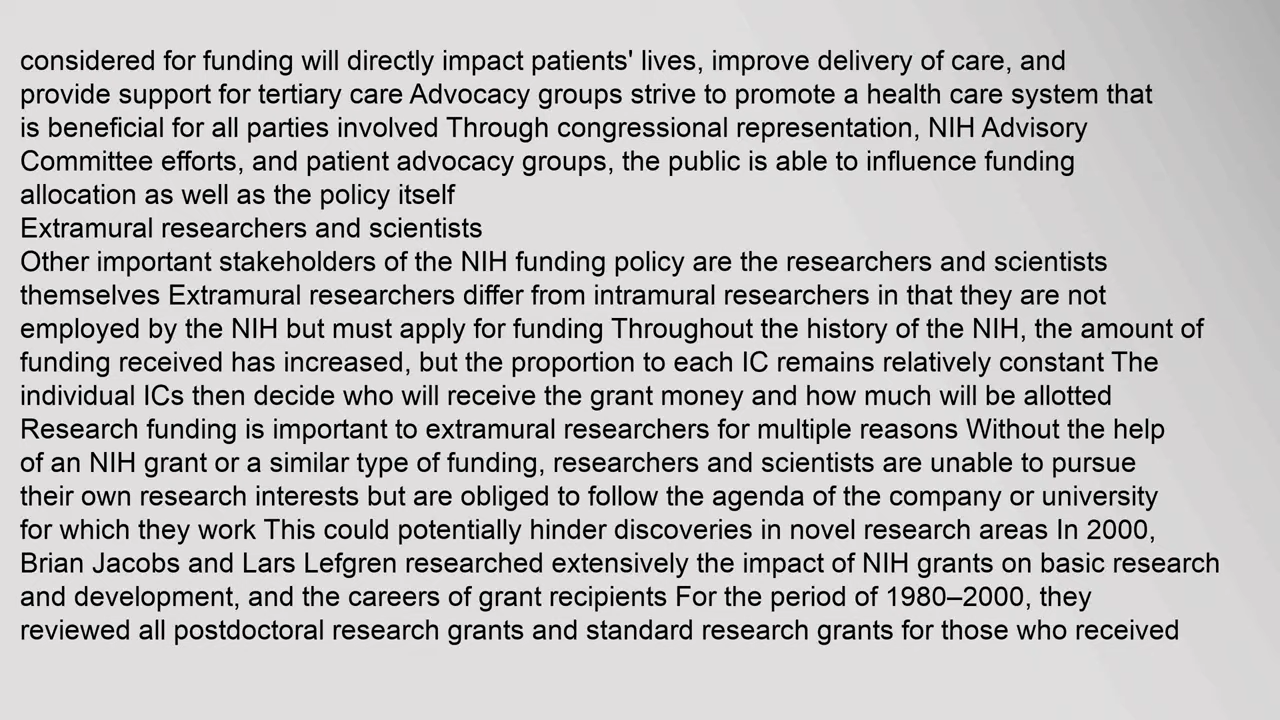 considered for funding will directly impact patients' lives, improve delivery of care, and
provide support for tertiary care Advocacy groups strive to promote a health care system that
is beneficial for all parties involved Through congressional representation, NIH Advisory
Committee efforts, and patient advocacy groups, the public is able to influence funding
allocation as well as the policy itself
Extramural researchers and scientists
Other important stakeholders of the NIH funding policy are the researchers and scientists
themselves Extramural researchers differ from intramural researchers in that they are not
employed by the NIH but must apply for funding Throughout the history of the NIH, the amount of
funding received has increased, but the proportion to each IC remains relatively constant The
individual ICs then decide who will receive the grant money and how much will be allotted
Research funding is important to extramural researchers for multiple reasons Without the help
of an NIH grant or a similar type of funding, researchers and scientists are unable to pursue
their own research interests but are obliged to follow the agenda of the company or university
for which they work This could potentially hinder discoveries in novel research areas In 2000,
Brian Jacobs and Lars Lefgren researched extensively the impact of NIH grants on basic research
and development, and the careers of grant recipients For the period of 1980–2000, they
reviewed all postdoctoral research grants and standard research grants for those who received